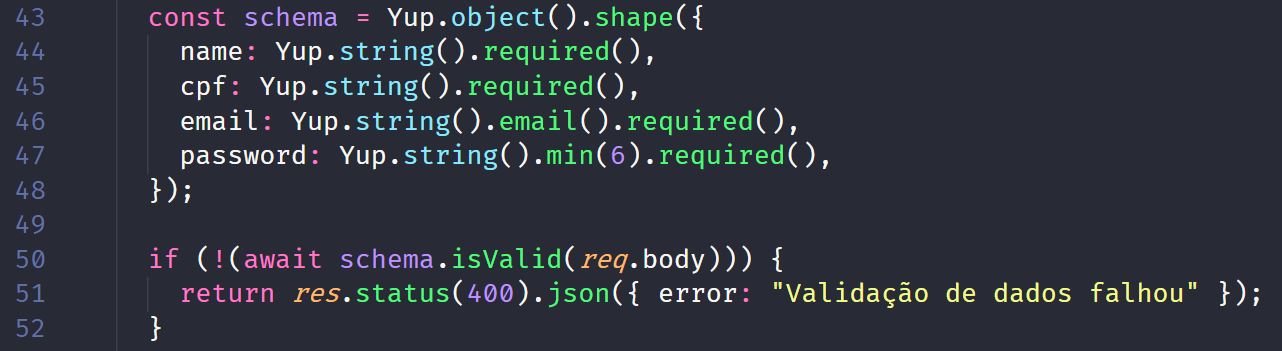 43 const schema = Yup.object().shape({
44 name: Yup.string().required(),
45 cpf: Yup.string().required(),
46 email: Yup.string().email().required(),
47 password: Yup.string().min(6).required(),
48 });
49
50 if (!(await schema.isValid(req.body))) {
51 return res.status(400).json({ error: "Validação de dados falhou" });
52 }